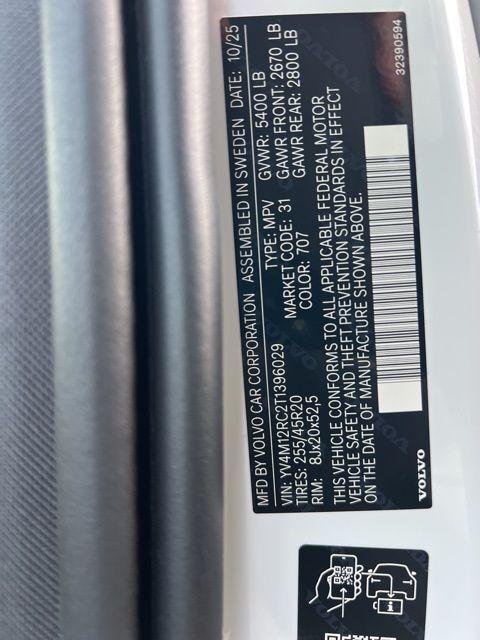 MFD BY VOLVO CAR CORPORATION ASSEMBLED IN SWEDEN DATE: 10/25
VIN: YV4M12RC2T1396029 TYPE: MPV GVWR: 5400 LB
TIRES: 255/45R20 MARKET CODE: 31 GAWR FRONT: 2670 LB
RIM: 8Jx20x52,5 COLOR: 707 GAWR REAR: 2800 LB
THIS VEHICLE CONFORMS TO ALL APPLICABLE FEDERAL MOTOR
VEHICLE SAFETY AND THEFT PREVENTION STANDARDS IN EFFECT
ON THE DATE OF MANUFACTURE SHOWN ABOVE.
VOLVO 32390594